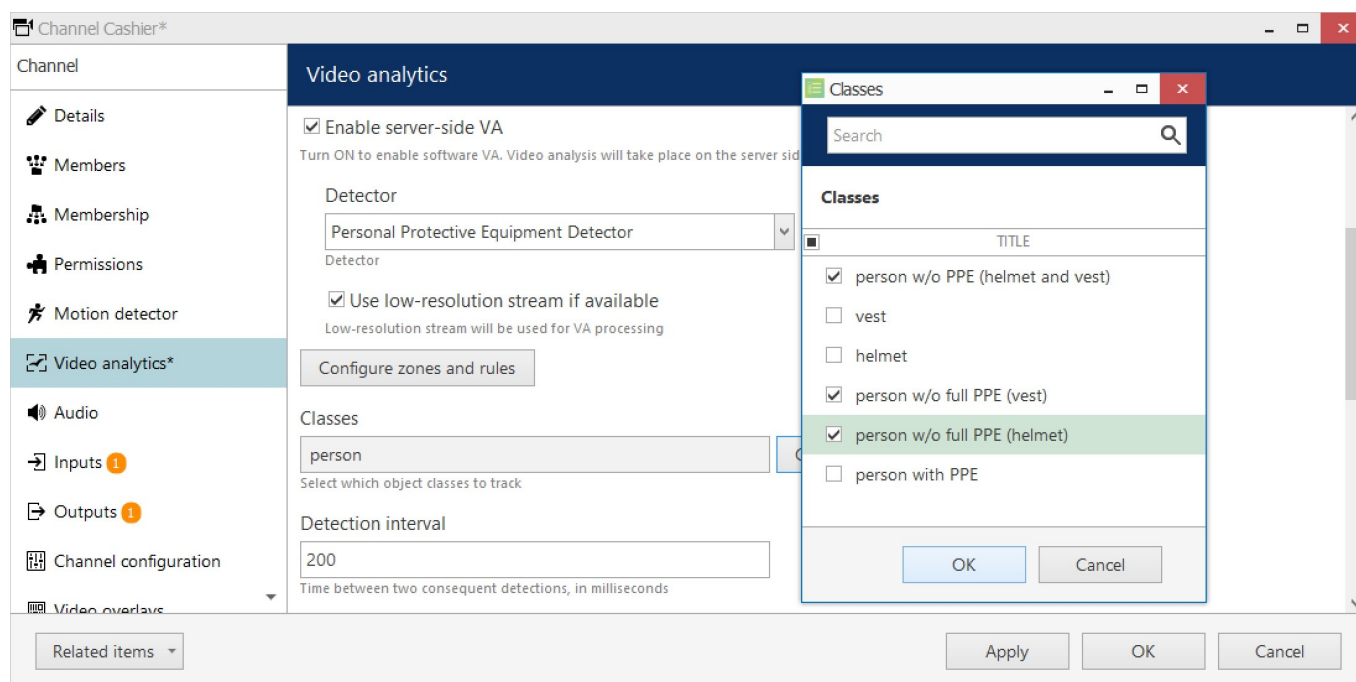 Channel Cashier*
Channel
Details
Members
Membership
Permissions
Motion detector
Video analytics*
Audio
Inputs 1
Outputs 1
Channel configuration
Video overlays
Related items
Video analytics
Enable server-side VA
Turn ON to enable software VA. Video analysis will take place on the server
Detector
Personal Protective Equipment Detector
Detector
Use low-resolution stream if available
Low-resolution stream will be used for VA processing
Configure zones and rules
Classes
person
Select which object classes to track
Detection interval
200
Time between two consequent detections, in milliseconds
Classes
Search
Classes
TITLE
person w/o PPE (helmet and vest)
vest
helmet
person w/o full PPE (vest)
person w/o full PPE (helmet)
person with PPE
OK
Cancel
Apply
OK
Cancel